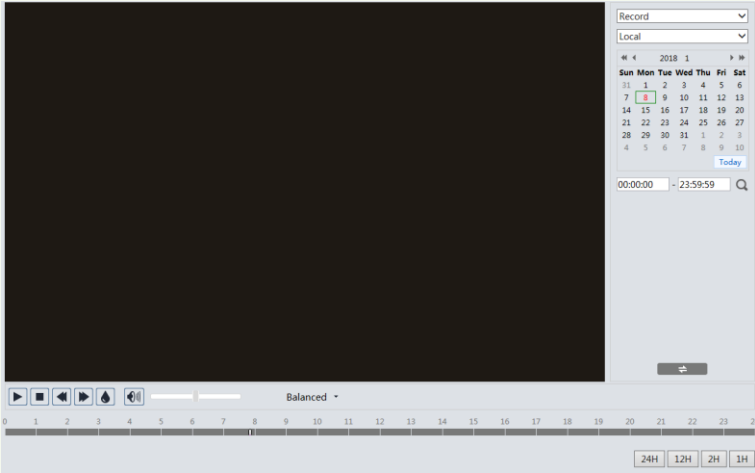 Record
Local
2018 1
Sun Mon Tue Wed Thu Fri Sat
31 1 2 3 4 5 6
7 8 9 10 11 12 13
14 15 16 17 18 19 20
21 22 23 24 25 26 27
28 29 30 31 1 2 3
4 5 6 7 8 9 10
Today
00:00:00 - 23:59:59
Balanced
0 1 2 3 4 5 6 7 8 9 10 11 12 13 14 15 16 17 18 19 20 21 22 23 2
24H 12H 2H 1H